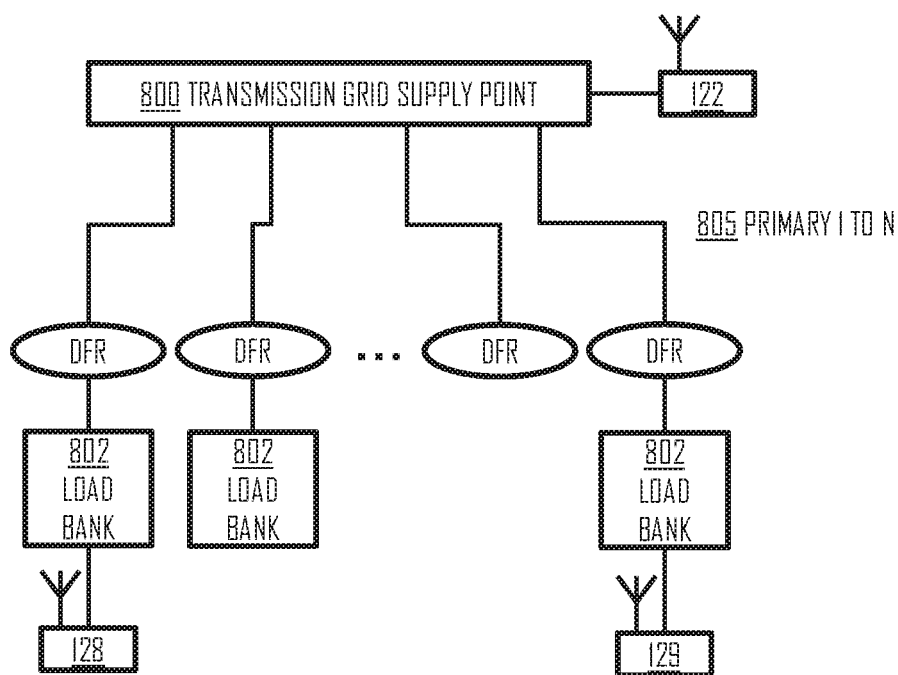 800 TRANSMISSION GRID SUPPLY POINT
122
805 PRIMARY 1 TO N
DFR
DFR
...
DFR
DFR
802
LOAD
BANK
802
LOAD
BANK
802
LOAD
BANK
128
129